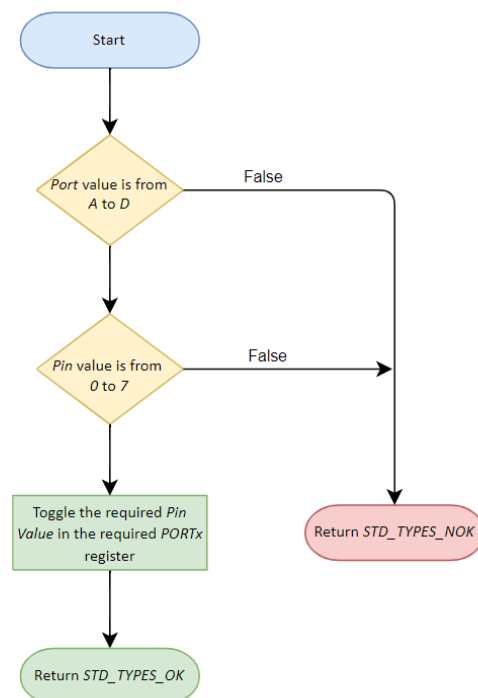 Start
Port value is from
A to D
False
Pin value is from
0 to 7
False
Toggle the required Pin
Value in the required PORTx
register
Return STD_TYPES_NOK
Return STD_TYPES_OK